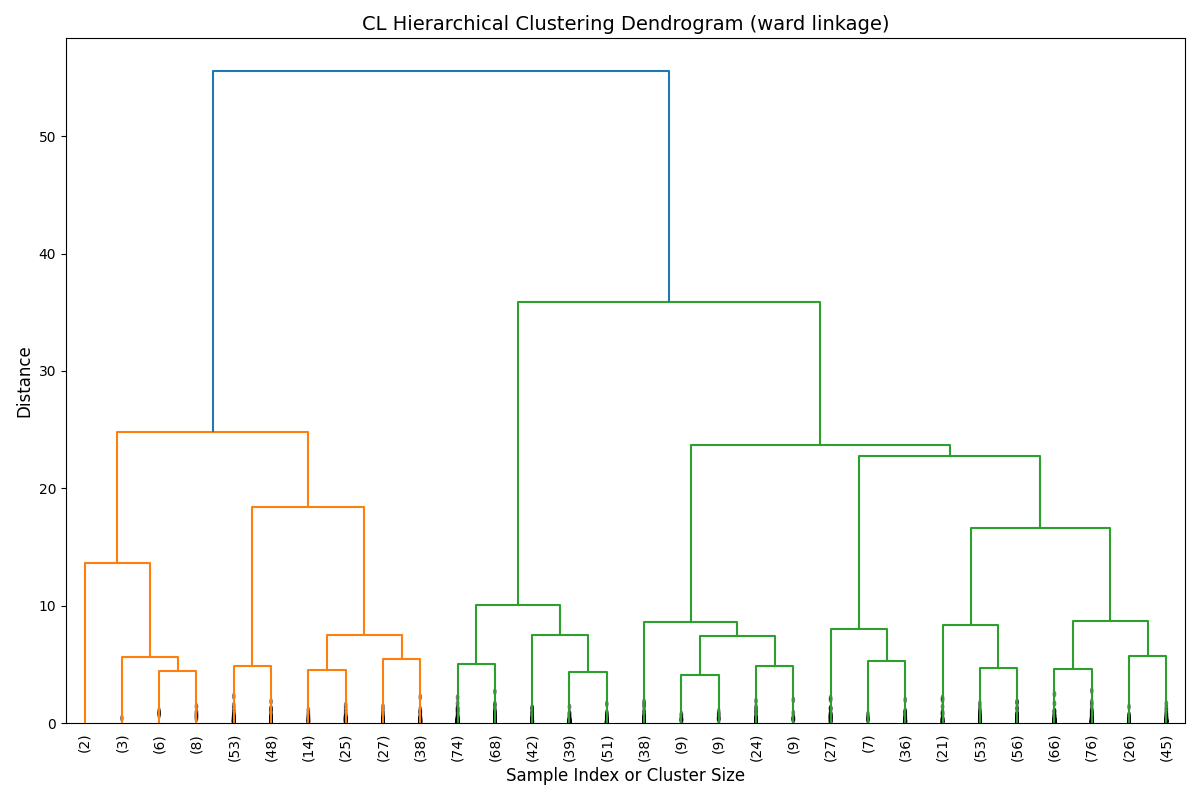 CL Hierarchical Clustering Dendrogram (ward linkage)
Distance
50
40
30
20
10
0
(2) (3) (6) (8) (53) (48) (14) (25) (27) (38) (74) (68) (42) (39) (51) (38) (9) (9) (24) (9) (27) (7) (36) (21) (53) (56) (66) (76) (26) (45)
Sample Index or Cluster Size